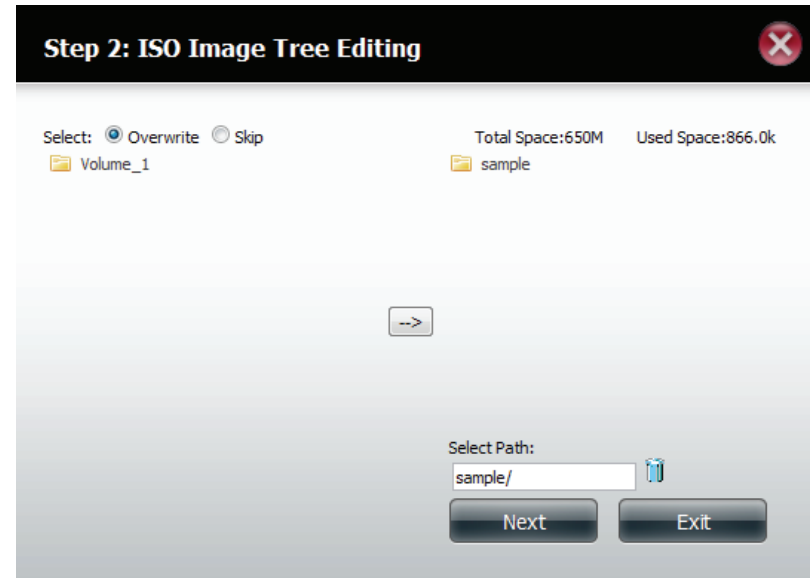 Step 2: ISO Image Tree Editing
Select: Overwrite Skip
Total Space:650M Used Space:866.0k
Volume_1
sample
-->
Select Path:
sample/
Next Exit